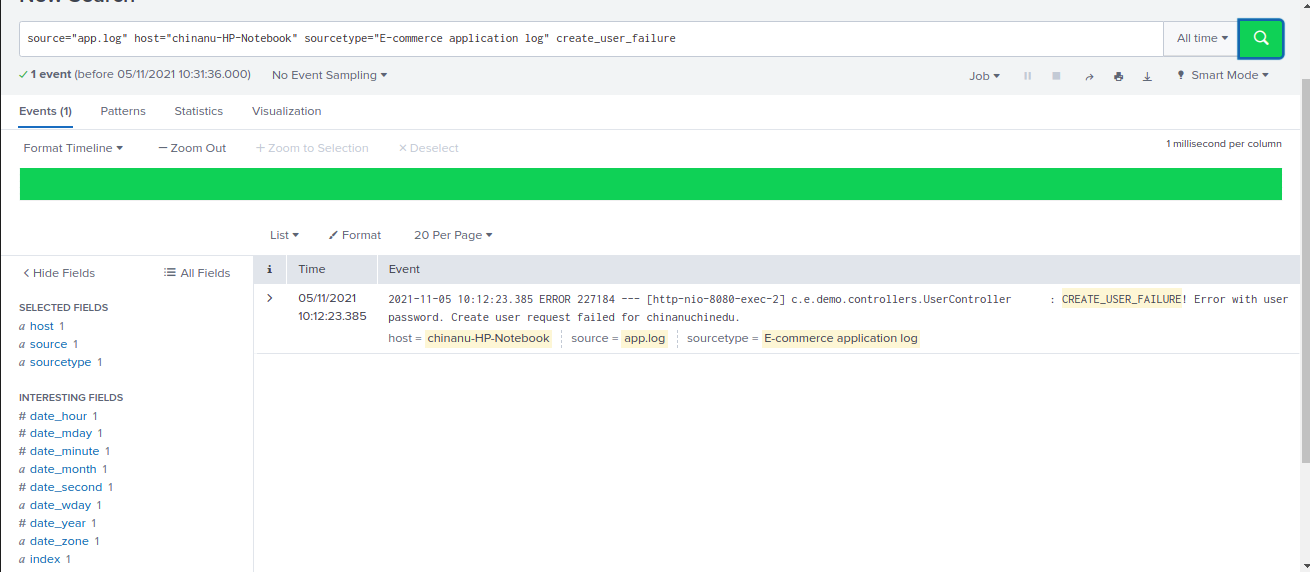 New Search
source="app.log" host="chinanu-HP-Notebook" sourcetype="E-commerce application log" create_user_failure
All time
1 event (before 05/11/2021 10:31:36.000)
No Event Sampling
Job
Smart Mode
Events (1)
Patterns
Statistics
Visualization
Format Timeline
— Zoom Out
+ Zoom to Selection
× Deselect
1 millisecond per column
List
Format
20 Per Page
< Hide Fields
All Fields
i
Time
Event
SELECTED FIELDS
a host 1
a source 1
a sourcetype 1
INTERESTING FIELDS
# date_hour 1
# date_mday 1
# date_minute 1
a date_month 1
# date_second 1
a date_wday 1
# date_year 1
a date_zone 1
a index 1
>
05/11/2021
10:12:23.385
2021-11-05 10:12:23.385 ERROR 227184 --- [http-nio-8080-exec-2] c.e.demo.controllers.UserController : CREATE_USER_FAILURE! Error with user
password. Create user request failed for chinanuchinedu.
host = chinanu-HP-Notebook
source = app.log
sourcetype = E-commerce application log